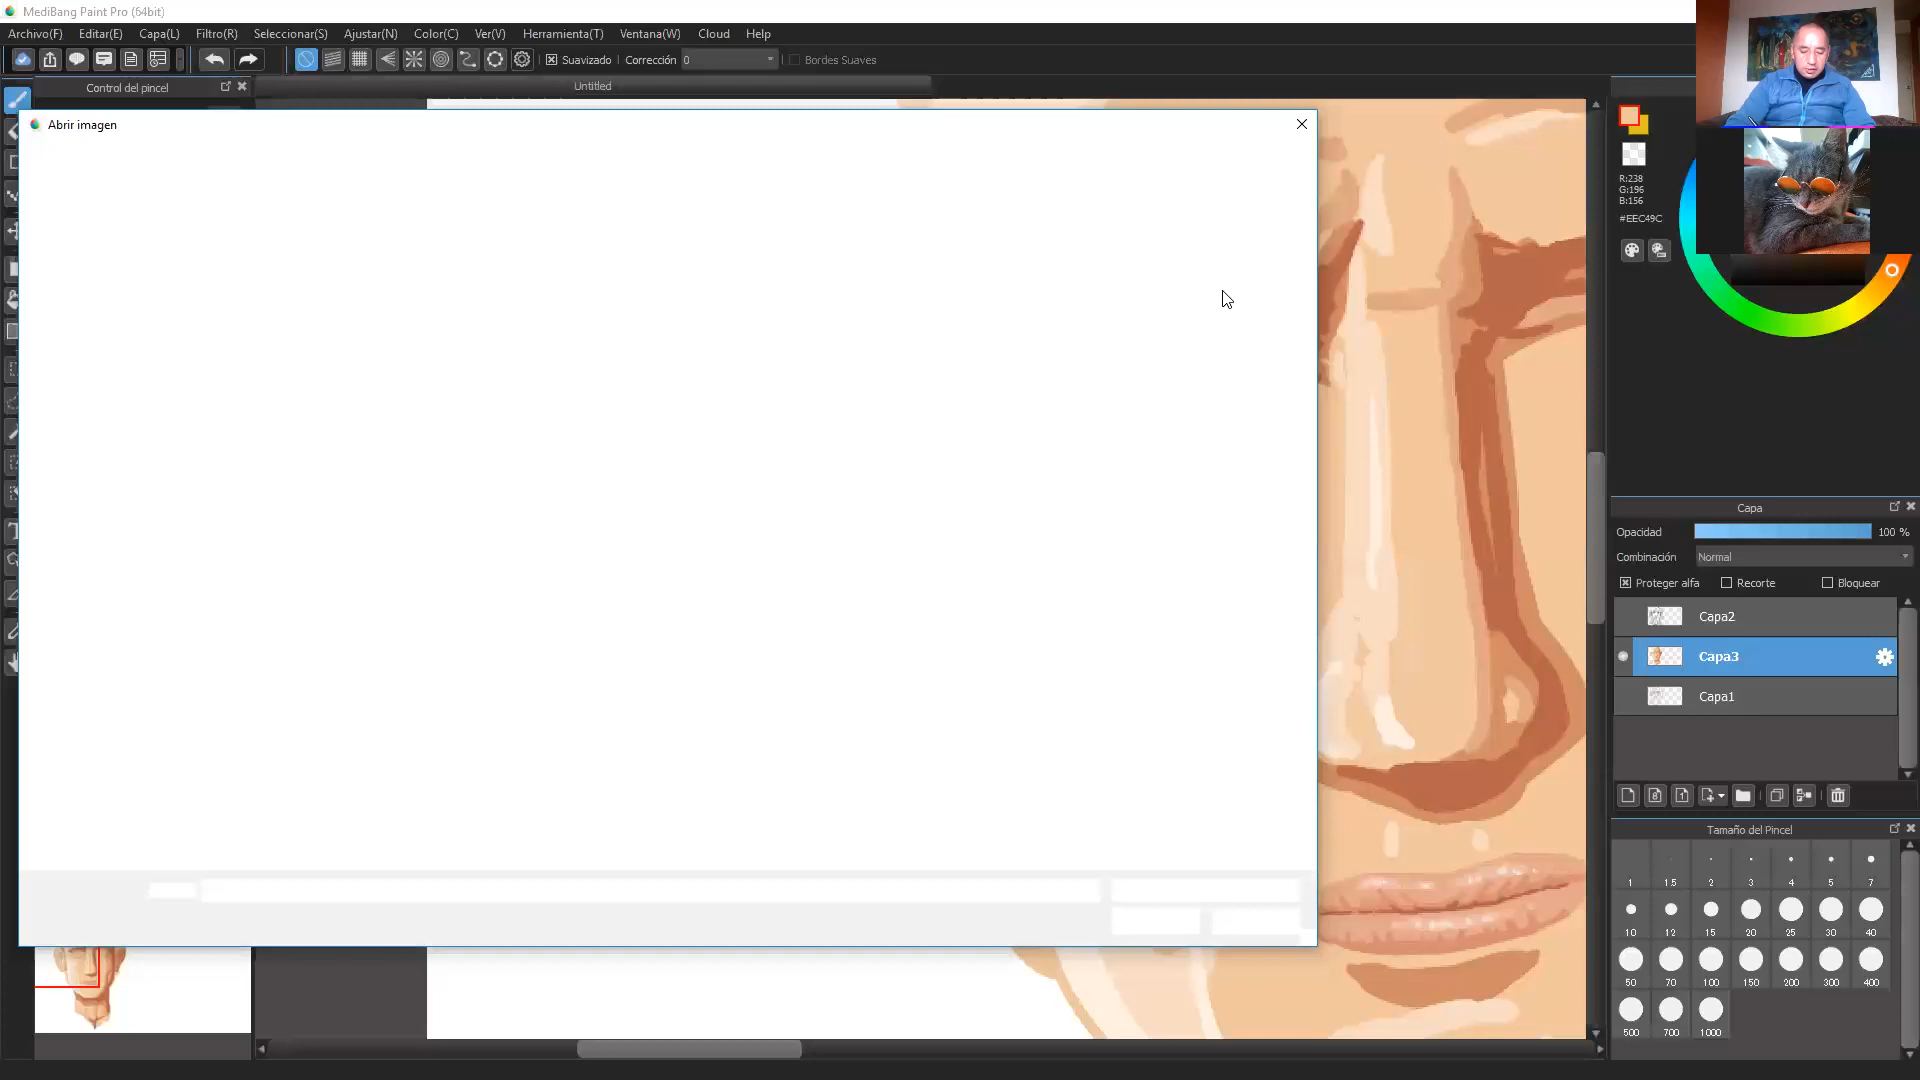 MediBang Paint Pro (64bit)
Archivo(F) Editar(E) Capa(L) Filtro(R) Seleccionar(S) Ajustar(N) Color(C) Ver(V) Herramienta(T) Ventana(W) Cloud Help
Suavizado Corrección 0 Bordes Suaves
Control del pincel
Untitled
Abrir imagen
R:238
G:196
B:156
#EEC49C
Capa
Opacidad 100 %
Combinación Normal
Proteger alfa Recorte Bloquear
Capa2
Capa3
Capa1
Tamaño del Pincel
1 1.5 2 3 4 5 7
10 12 15 20 25 30 40
50 70 100 150 200 300 400
500 700 1000